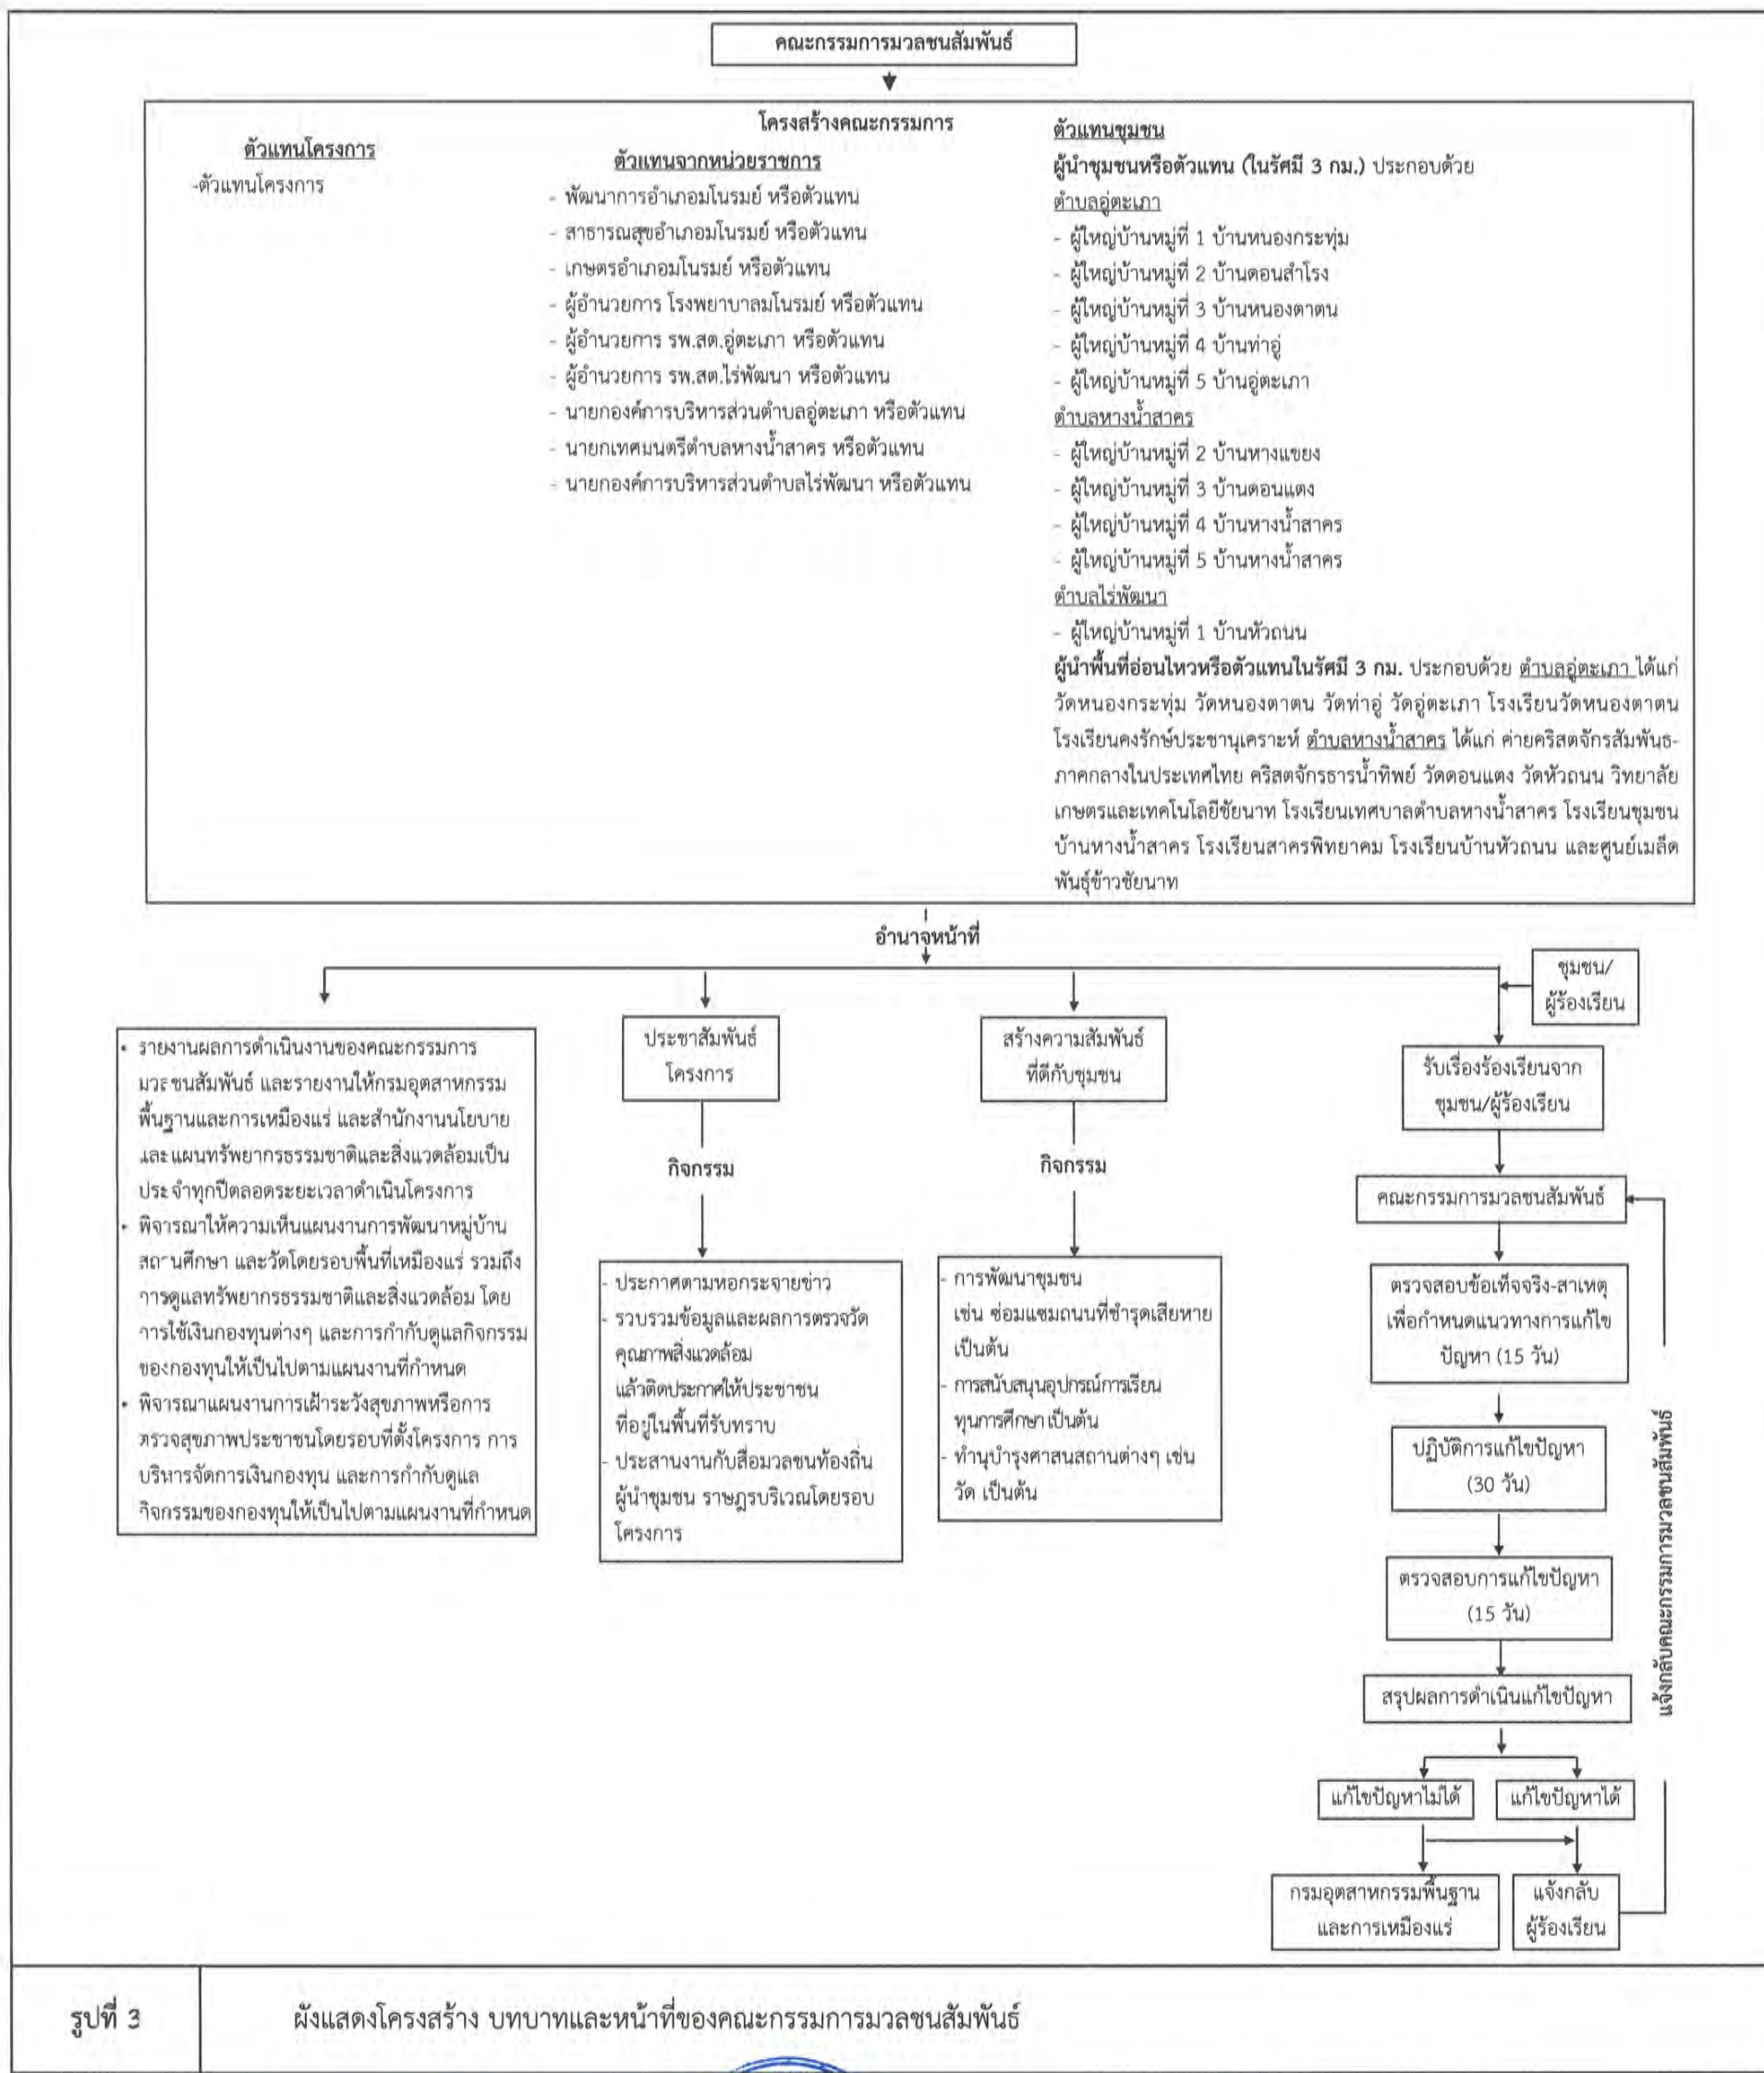 คณะกรรมการมวลชนสัมพันธ์
โครงสร้างคณะกรรมการ
ตัวแทนโครงการ
-ตัวแทนโครงการ
ตัวแทนจากหน่วยราชการ
- พัฒนาการอำเภอมโนรมย์ หรือตัวแทน
- สาธารณสุขอำเภอมโนรมย์ หรือตัวแทน
- เกษตรอำเภอมโนรมย์ หรือตัวแทน
- ผู้อำนวยการ โรงพยาบาลมโนรมย์ หรือตัวแทน
- ผู้อำนวยการ รพ.สต.อู่ตะเภา หรือตัวแทน
- ผู้อำนวยการ รพ.สต.ไร่พัฒนา หรือตัวแทน
- นายกองค์การบริหารส่วนตำบลอู่ตะเภา หรือตัวแทน
- นายกเทศมนตรีตำบลหางน้ำสาคร หรือตัวแทน
- นายกองค์การบริหารส่วนตำบลไร่พัฒนา หรือตัวแทน
ตัวแทนชุมชน
ผู้นำชุมชนหรือตัวแทน (ในรัศมี 3 กม.) ประกอบด้วย
ตำบลอู่ตะเภา
- ผู้ใหญ่บ้านหมู่ที่ 1 บ้านหนองกระทุ่ม
- ผู้ใหญ่บ้านหมู่ที่ 2 บ้านดอนสำโรง
- ผู้ใหญ่บ้านหมู่ที่ 3 บ้านหนองตาตน
- ผู้ใหญ่บ้านหมู่ที่ 4 บ้านท่าอู่
- ผู้ใหญ่บ้านหมู่ที่ 5 บ้านอู่ตะเภา
ตำบลหางน้ำสาคร
- ผู้ใหญ่บ้านหมู่ที่ 2 บ้านหางแขยง
- ผู้ใหญ่บ้านหมู่ที่ 3 บ้านดอนแตง
- ผู้ใหญ่บ้านหมู่ที่ 4 บ้านหางน้ำสาคร
- ผู้ใหญ่บ้านหมู่ที่ 5 บ้านหางน้ำสาคร
ตำบลไร่พัฒนา
- ผู้ใหญ่บ้านหมู่ที่ 1 บ้านหัวถนน
ผู้นำพื้นที่อ่อนไหวหรือตัวแทนในรัศมี 3 กม. ประกอบด้วย ตำบลอู่ตะเภา ได้แก่
วัดหนองกระทุ่ม วัดหนองตาตน วัดท่าอู่ วัดอู่ตะเภา โรงเรียนวัดหนองตาตน
โรงเรียนคงรักษ์ประชานุเคราะห์ ตำบลหางน้ำสาคร ได้แก่ ค่ายคริสตจักรสัมพันธ-
ภาคกลางในประเทศไทย คริสตจักรธารน้ำทิพย์ วัดดอนแตง วัดหัวถนน วิทยาลัย
เกษตรและเทคโนโลยีชัยนาท โรงเรียนเทศบาลตำบลหางน้ำสาคร โรงเรียนชุมชน
บ้านหางน้ำสาคร โรงเรียนสาครพิทยาคม โรงเรียนบ้านหัวถนน และศูนย์เมล็ด
พันธุ์ข้าวชัยนาท
อำนาจหน้าที่
ชุมชน/
ผู้ร้องเรียน
• รายงานผลการดำเนินงานของคณะกรรมการ
มวลชนสัมพันธ์ และรายงานให้กรมอุตสาหกรรม
พื้นฐานและการเหมืองแร่ และสำนักงานนโยบาย
และแผนทรัพยากรธรรมชาติและสิ่งแวดล้อมเป็น
ประจำทุกปีตลอดระยะเวลาดำเนินโครงการ
• พิจารณาให้ความเห็นแผนงานการพัฒนาหมู่บ้าน
สถานศึกษา และวัดโดยรอบพื้นที่เหมืองแร่ รวมถึง
การดูแลทรัพยากรธรรมชาติและสิ่งแวดล้อม โดย
การใช้เงินกองทุนต่างๆ และการกำกับดูแลกิจกรรม
ของกองทุนให้เป็นไปตามแผนงานที่กำหนด
• พิจารณาแผนงานการเฝ้าระวังสุขภาพหรือการ
ตรวจสุขภาพประชาชนโดยรอบที่ตั้งโครงการ การ
บริหารจัดการเงินกองทุน และการกำกับดูแล
กิจกรรมของกองทุนให้เป็นไปตามแผนงานที่กำหนด
ประชาสัมพันธ์
โครงการ
กิจกรรม
- ประกาศตามหอกระจายข่าว
- รวบรวมข้อมูลและผลการตรวจวัด
คุณภาพสิ่งแวดล้อม
แล้วติดประกาศให้ประชาชน
ที่อยู่ในพื้นที่รับทราบ
- ประสานงานกับสื่อมวลชนท้องถิ่น
ผู้นำชุมชน ราษฎรบริเวณโดยรอบ
โครงการ
สร้างความสัมพันธ์
ที่ดีกับชุมชน
กิจกรรม
- การพัฒนาชุมชน
เช่น ซ่อมแซมถนนที่ชำรุดเสียหาย
เป็นต้น
- การสนับสนุนอุปกรณ์การเรียน
ทุนการศึกษา เป็นต้น
- ทำนุบำรุงศาสนสถานต่างๆ เช่น
วัด เป็นต้น
รับเรื่องร้องเรียนจาก
ชุมชน/ผู้ร้องเรียน
คณะกรรมการมวลชนสัมพันธ์
ตรวจสอบข้อเท็จจริง-สาเหตุ
เพื่อกำหนดแนวทางการแก้ไข
ปัญหา (15 วัน)
ปฏิบัติการแก้ไขปัญหา
(30 วัน)
ตรวจสอบการแก้ไขปัญหา
(15 วัน)
สรุปผลการดำเนินแก้ไขปัญหา
แก้ไขปัญหาไม่ได้
แก้ไขปัญหาได้
กรมอุตสาหกรรมพื้นฐาน
และการเหมืองแร่
แจ้งกลับ
ผู้ร้องเรียน
แจ้งกลับคณะกรรมการมวลชนสัมพันธ์
รูปที่ 3
ผังแสดงโครงสร้าง บทบาทและหน้าที่ของคณะกรรมการมวลชนสัมพันธ์